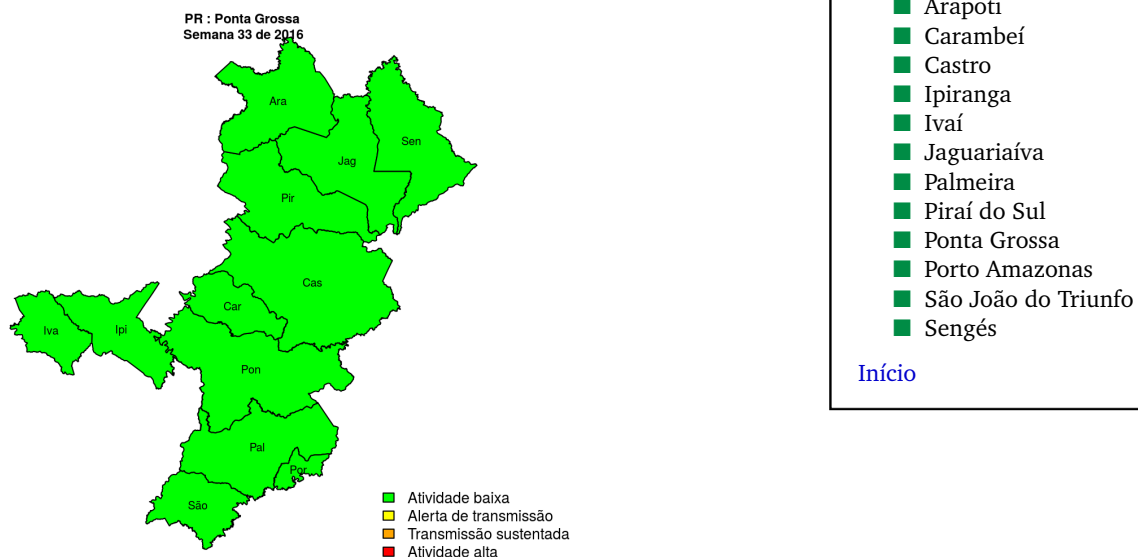 PR : Ponta Grossa
Semana 33 de 2016
Ara
Sen
Jag
Pir
Cas
Car
Iva
Ipi
Pon
Pal
Por
São
Atividade baixa
Alerta de transmissão
Transmissão sustentada
Atividade alta
Arapoti
Carambeí
Castro
Ipiranga
Ivaí
Jaguariaíva
Palmeira
Piraí do Sul
Ponta Grossa
Porto Amazonas
São João do Triunfo
Sengés
Início